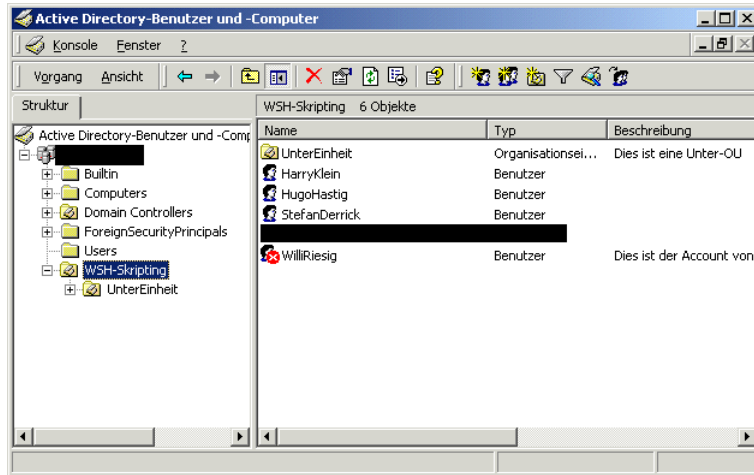 Active Directory-Benutzer und -Computer
Konsole Fenster ?
Vorgang Ansicht
Struktur
WSH-Skripting 6 Objekte
Active Directory-Benutzer und -Comp
Builtin
Computers
Domain Controllers
ForeignSecurityPrincipals
Users
WSH-Skripting
UnterEinheit
Name Typ Beschreibung
UnterEinheit Organisationsei... Dies ist eine Unter-OU
HarryKlein Benutzer
HugoHastig Benutzer
StefanDerrick Benutzer
WilliRiesig Benutzer Dies ist der Account von